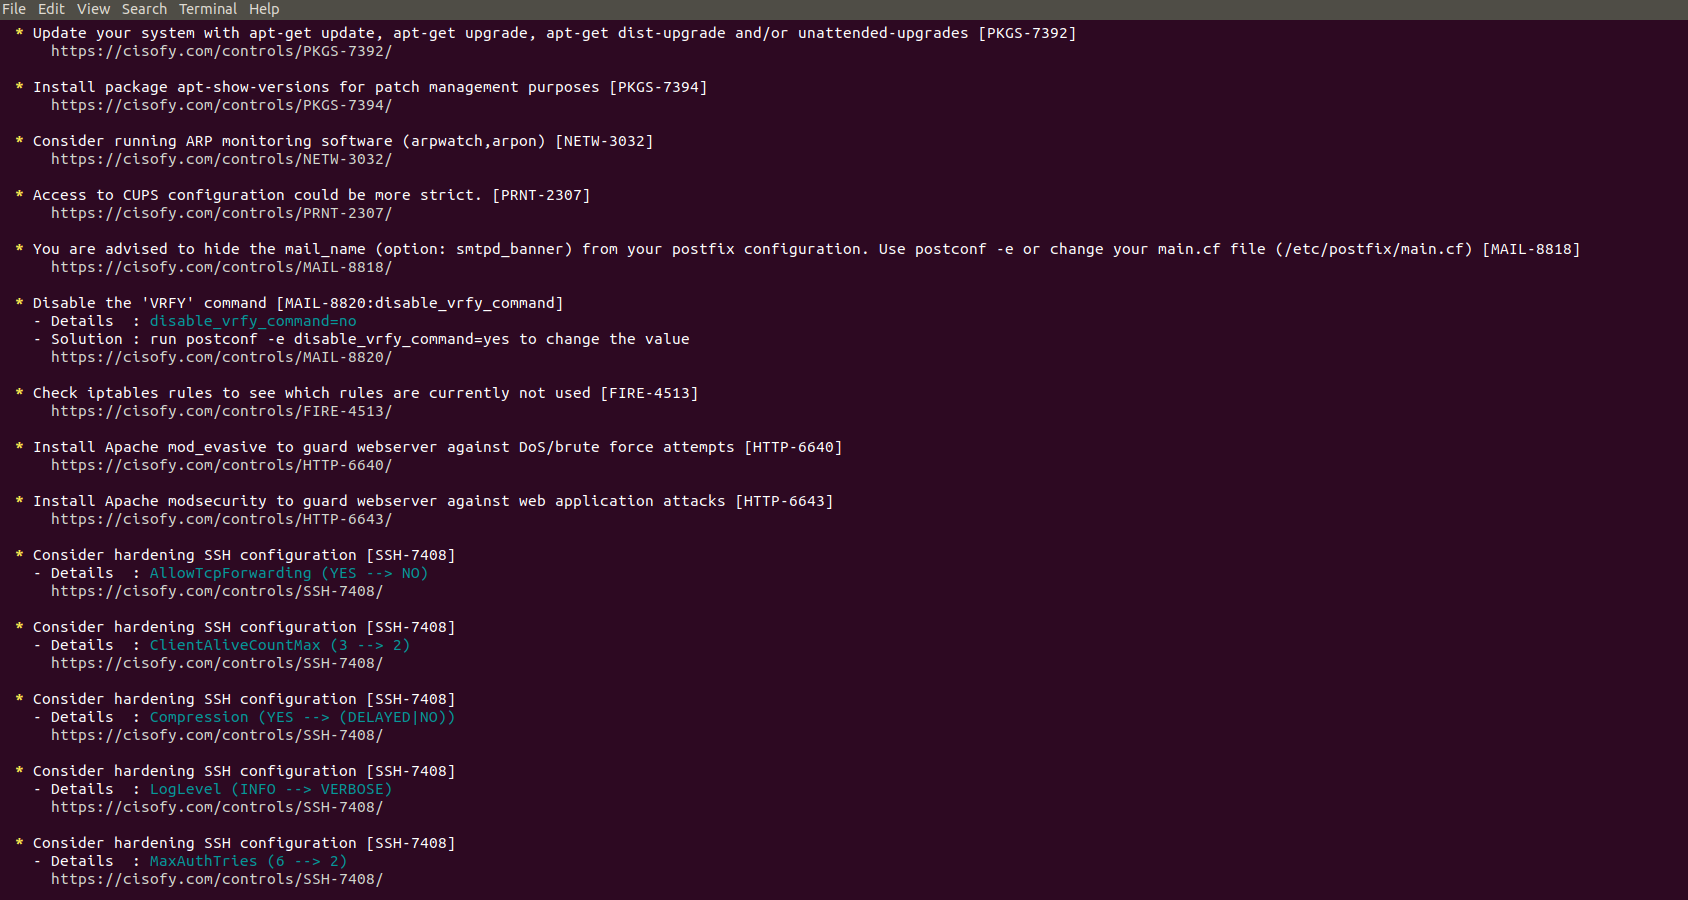 File Edit View Search Terminal Help
* Update your system with apt-get update, apt-get upgrade, apt-get dist-upgrade and/or unattended-upgrades [PKGS-7392]
https://cisofy.com/controls/PKGS-7392/
* Install package apt-show-versions for patch management purposes [PKGS-7394]
https://cisofy.com/controls/PKGS-7394/
* Consider running ARP monitoring software (arpwatch,arpon) [NETW-3032]
https://cisofy.com/controls/NETW-3032/
* Access to CUPS configuration could be more strict. [PRNT-2307]
https://cisofy.com/controls/PRNT-2307/
* You are advised to hide the mail_name (option: smtpd_banner) from your postfix configuration. Use postconf -e or change your main.cf file (/etc/postfix/main.cf) [MAIL-8818]
https://cisofy.com/controls/MAIL-8818/
* Disable the 'VRFY' command [MAIL-8820:disable_vrfy_command]
- Details  : disable_vrfy_command=no
- Solution : run postconf -e disable_vrfy_command=yes to change the value
https://cisofy.com/controls/MAIL-8820/
* Check iptables rules to see which rules are currently not used [FIRE-4513]
https://cisofy.com/controls/FIRE-4513/
* Install Apache mod_evasive to guard webserver against DoS/brute force attempts [HTTP-6640]
https://cisofy.com/controls/HTTP-6640/
* Install Apache modsecurity to guard webserver against web application attacks [HTTP-6643]
https://cisofy.com/controls/HTTP-6643/
* Consider hardening SSH configuration [SSH-7408]
- Details  : AllowTcpForwarding (YES --> NO)
https://cisofy.com/controls/SSH-7408/
* Consider hardening SSH configuration [SSH-7408]
- Details  : ClientAliveCountMax (3 --> 2)
https://cisofy.com/controls/SSH-7408/
* Consider hardening SSH configuration [SSH-7408]
- Details  : Compression (YES --> (DELAYED|NO))
https://cisofy.com/controls/SSH-7408/
* Consider hardening SSH configuration [SSH-7408]
- Details  : LogLevel (INFO --> VERBOSE)
https://cisofy.com/controls/SSH-7408/
* Consider hardening SSH configuration [SSH-7408]
- Details  : MaxAuthTries (6 --> 2)
https://cisofy.com/controls/SSH-7408/